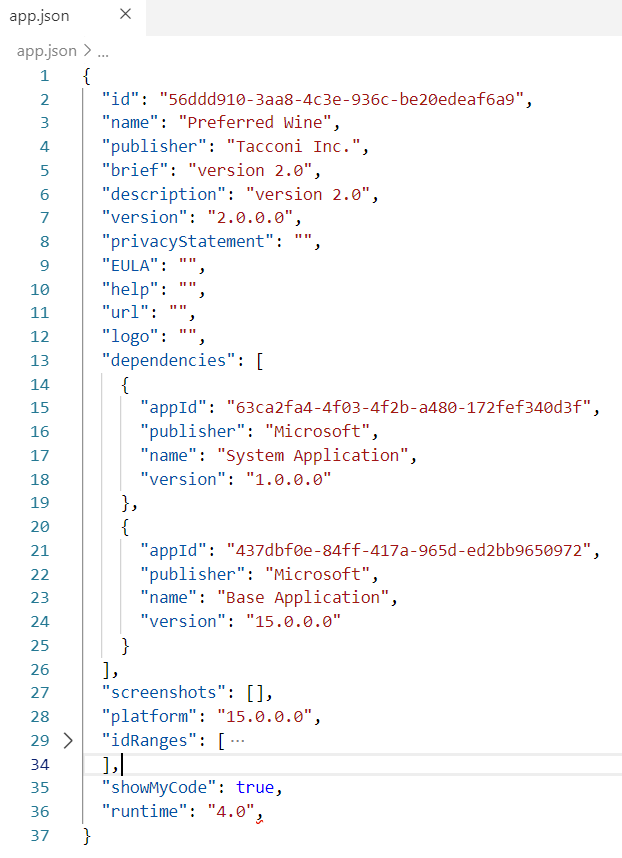 app.json ×
app.json > ...
1 {
2 "id": "56ddd910-3aa8-4c3e-936c-be20edeaf6a9",
3 "name": "Preferred Wine",
4 "publisher": "Tacconi Inc.",
5 "brief": "version 2.0",
6 "description": "version 2.0",
7 "version": "2.0.0.0",
8 "privacyStatement": "",
9 "EULA": "",
10 "help": "",
11 "url": "",
12 "logo": "",
13 "dependencies": [
14 {
15 "appId": "63ca2fa4-4f03-4f2b-a480-172fef340d3f",
16 "publisher": "Microsoft",
17 "name": "System Application",
18 "version": "1.0.0.0"
19 },
20 {
21 "appId": "437dbf0e-84ff-417a-965d-ed2bb9650972",
22 "publisher": "Microsoft",
23 "name": "Base Application",
24 "version": "15.0.0.0"
25 }
26 ],
27 "screenshots": [],
28 "platform": "15.0.0.0",
29 > "idRanges": [ ···
34 ],
35 "showMyCode": true,
36 "runtime": "4.0",
37 }